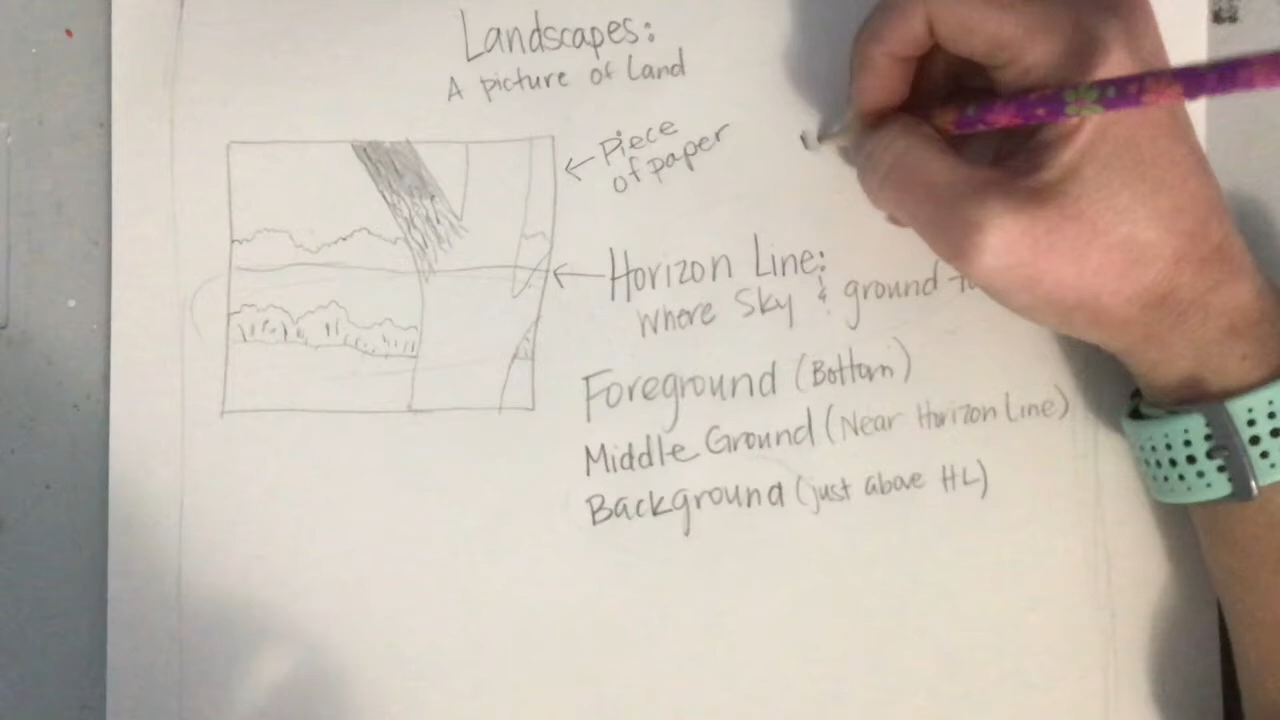 Landscapes:
A picture of Land
← Piece
of paper
← Horizon Line:
Where Sky & ground
Foreground (Bottom)
Middle Ground (Near Horizon Line)
Background (just above HL)